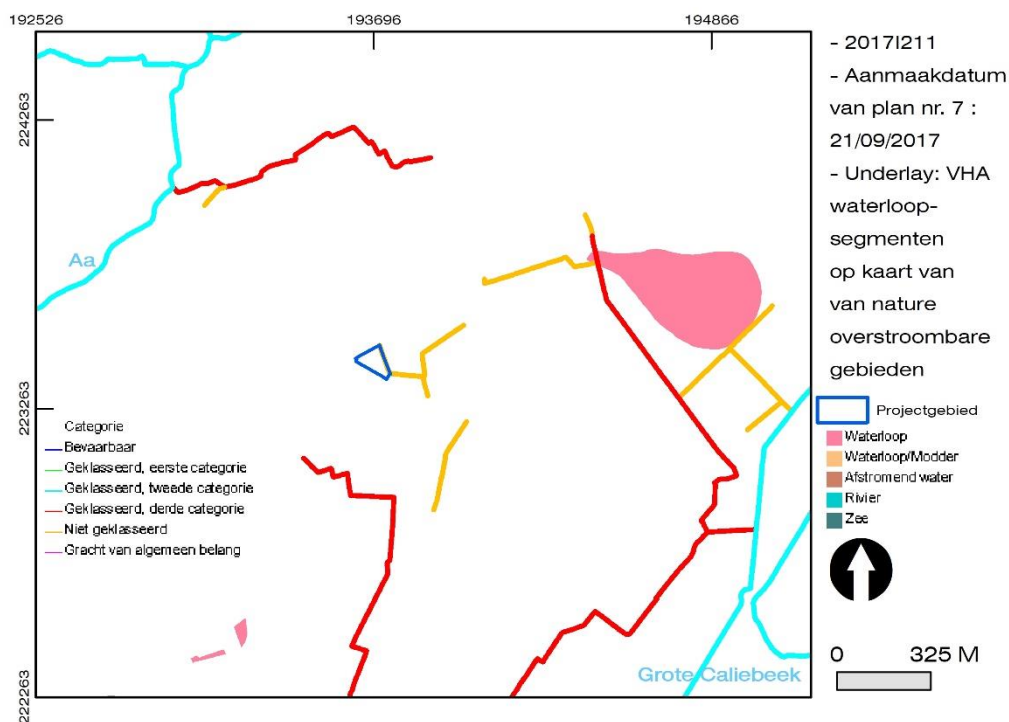 192526
193696
194866
224263
223263
222263
Aa
Grote Caliebeek
Categorie
Bevaarbaar
Geklasseerd, eerste categorie
Geklasseerd, tweede categorie
Geklasseerd, derde categorie
Niet geklasseerd
Gracht van algemeen belang
- 2017I211
- Aanmaakdatum
van plan nr. 7 :
21/09/2017
- Underlay: VHA
waterloop-
segmenten
op kaart van
van nature
overstroombare
gebieden
Projectgebied
Waterloop
Waterloop/Modder
Afstromend water
Rivier
Zee
0 325 M